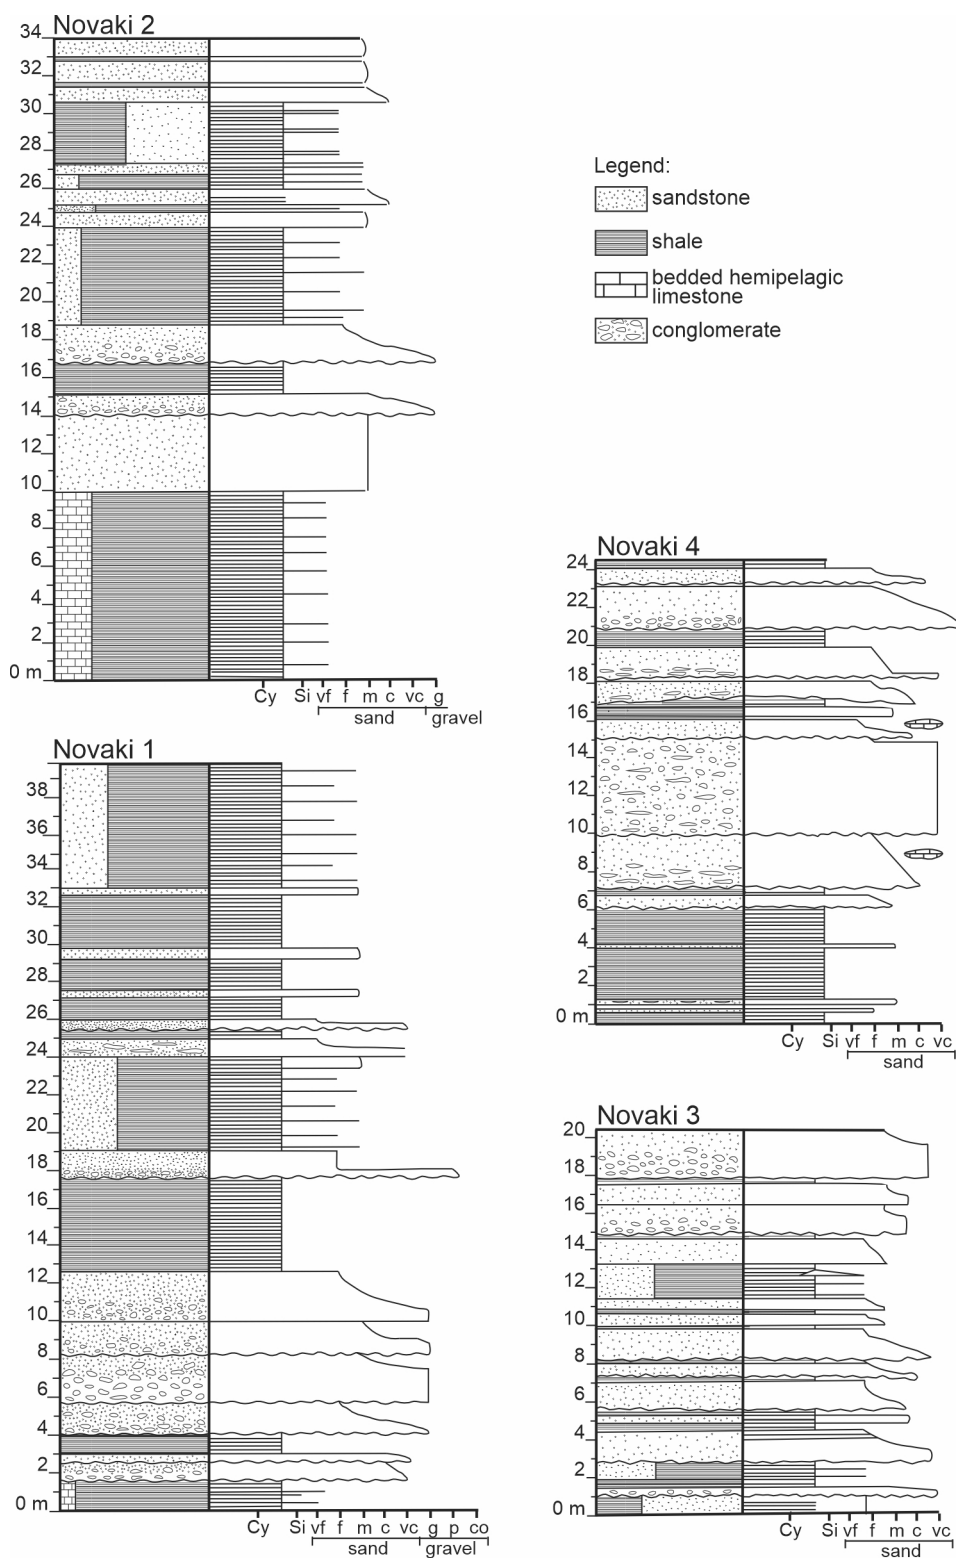 Novaki 2
34
32
30
28
26
24
22
20
18
16
14
12
10
8
6
4
2
0 m
Cy Si vf f m c vc g
sand gravel
Legend:
sandstone
shale
bedded hemipelagic
limestone
conglomerate
Novaki 1
38
36
34
32
30
28
26
24
22
20
18
16
14
12
10
8
6
4
2
0 m
Cy Si vf f m c vc g p co
sand gravel
Novaki 4
24
22
20
18
16
14
12
10
8
6
4
2
0 m
Cy Si vf f m c vc
sand
Novaki 3
20
18
16
14
12
10
8
6
4
2
0 m
Cy Si vf f m c vc
sand